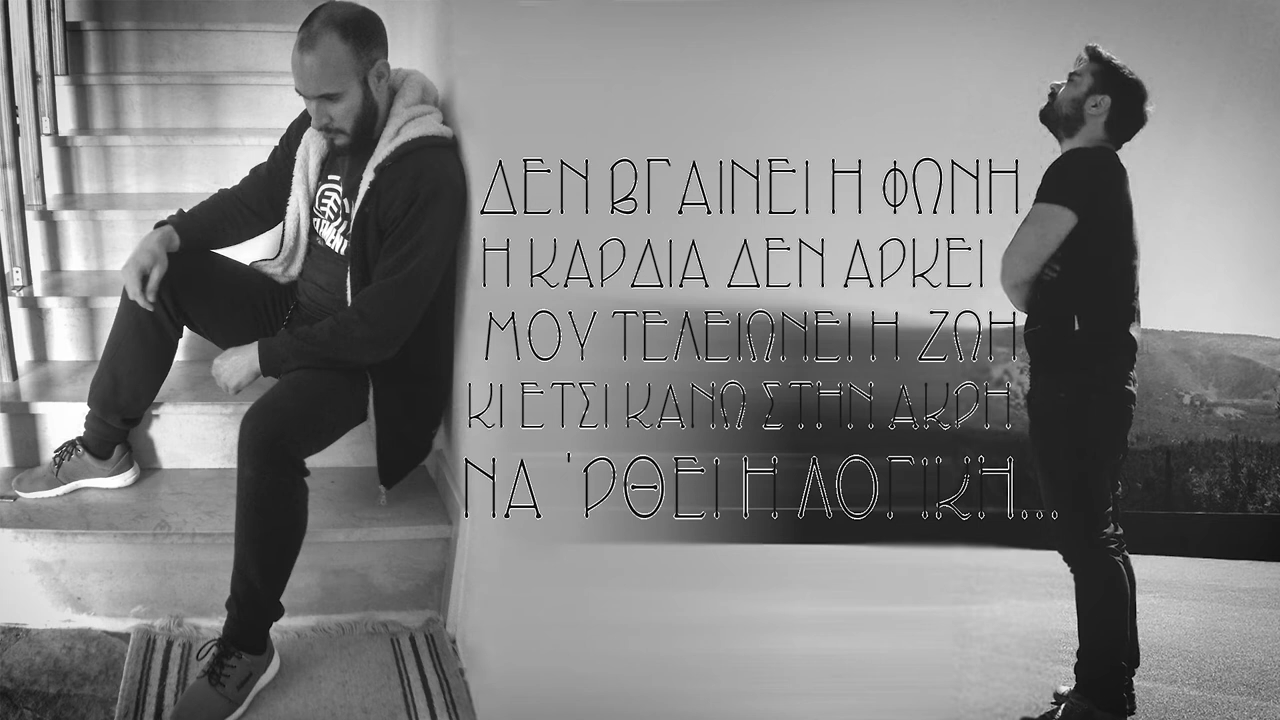 ΔΕΝ ΒΓΑΙΝΕΙ Η ΦΩΝΗ
Η ΚΑΡΔΙΑ ΔΕΝ ΑΡΚΕΙ
ΜΟΥ ΤΕΛΕΙΩΝΕΙ Η ΖΩΗ
ΚΙ ΕΤΣΙ ΚΑΝΩ ΣΤΗΝ ΑΚΡΗ
ΝΑ 'ΡΘΕΙ Η ΛΟΓΙΚΗ...